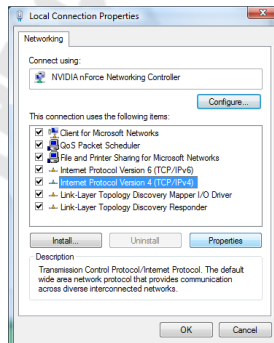 Local Connection Properties
Networking
Connect using:
NVIDIA nForce Networking Controller
Configure...
This connection uses the following items:
Client for Microsoft Networks
QoS Packet Scheduler
File and Printer Sharing for Microsoft Networks
Internet Protocol Version 6 (TCP/IPv6)
Internet Protocol Version 4 (TCP/IPv4)
Link-Layer Topology Discovery Mapper I/O Driver
Link-Layer Topology Discovery Responder
Install... Uninstall Properties
Description
Transmission Control Protocol/Internet Protocol. The default
wide area network protocol that provides communication
across diverse interconnected networks.
OK Cancel